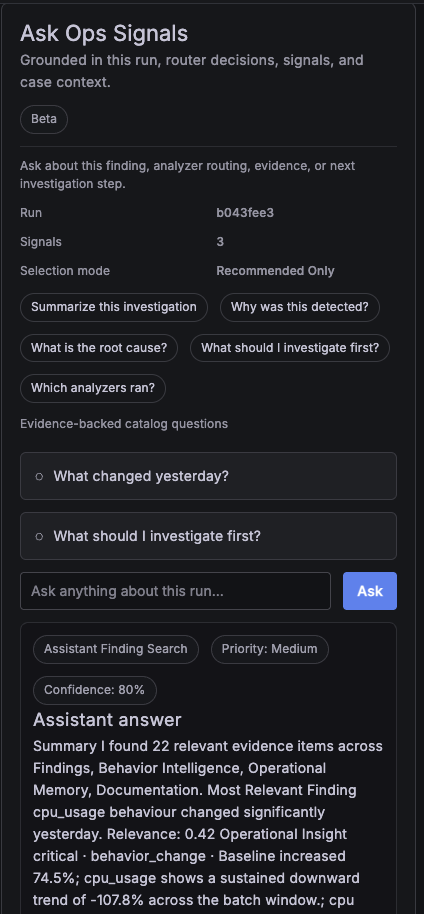 Ask Ops Signals
Grounded in this run, router decisions, signals, and
case context.
Beta
Ask about this finding, analyzer routing, evidence, or next
investigation step.
Run b043fee3
Signals 3
Selection mode Recommended Only
Summarize this investigation Why was this detected?
What is the root cause? What should I investigate first?
Which analyzers ran?
Evidence-backed catalog questions
What changed yesterday?
What should I investigate first?
Ask anything about this run... Ask
Assistant Finding Search Priority: Medium
Confidence: 80%
Assistant answer
Summary I found 22 relevant evidence items across
Findings, Behavior Intelligence, Operational
Memory, Documentation. Most Relevant Finding
cpu_usage behaviour changed significantly
yesterday. Relevance: 0.42 Operational Insight
critical · behavior_change · Baseline increased
74.5%; cpu_usage shows a sustained downward
trend of -107.8% across the batch window.; cpu